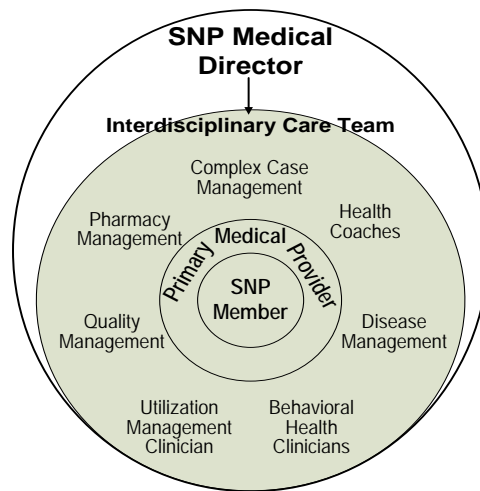 SNP Medical
Director
Interdisciplinary Care Team
Complex Case
Management
Pharmacy
Management
Health
Coaches
Primary Medical Provider
SNP
Member
Quality
Management
Disease
Management
Utilization
Management
Clinician
Behavioral
Health
Clinicians